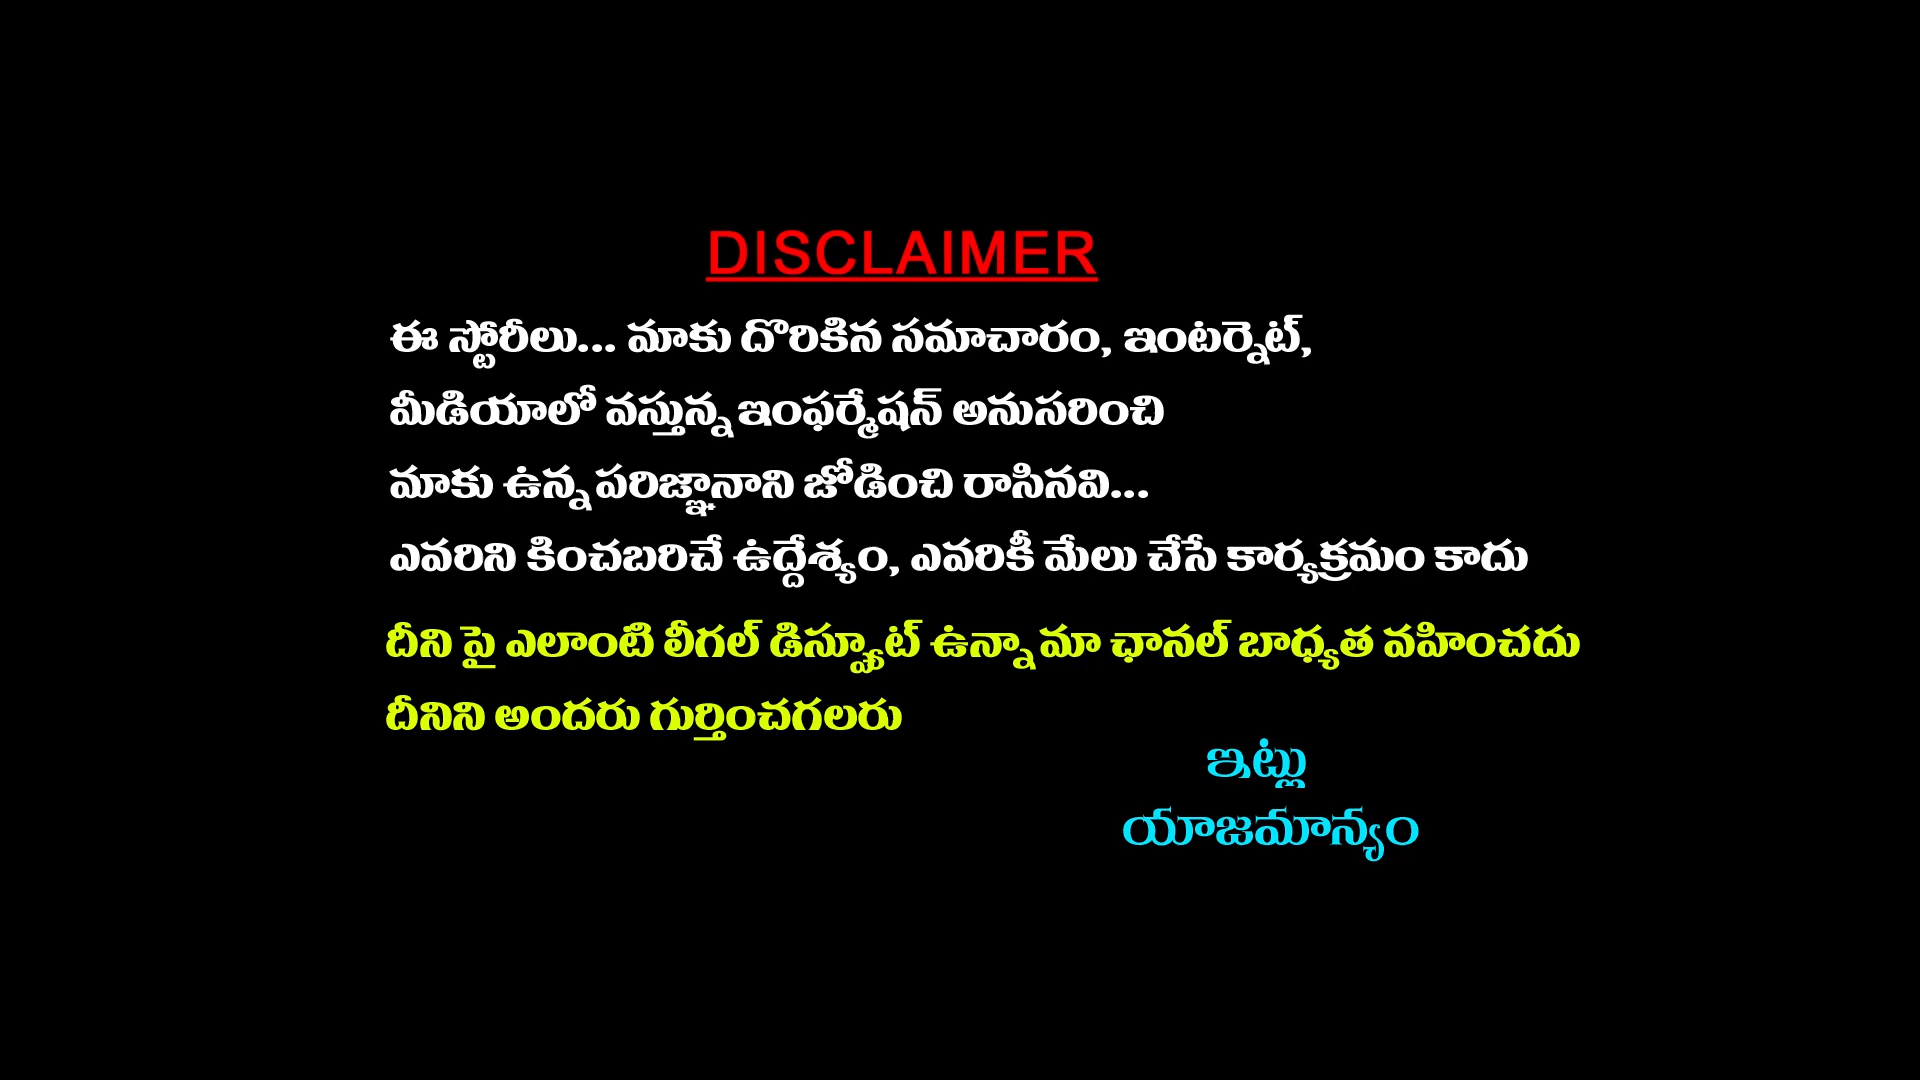 DISCLAIMER
ఈ స్టోరీలు... మాకు దొరికిన సమాచారం, ఇంటర్నెట్,
మీడియాలో వస్తున్న ఇంఫర్మేషన్ అనుసరించి
మాకు ఉన్న పరిజ్ఞానాని జోడించి రాసినవి...
ఎవరిని కించబరిచే ఉద్దేశ్యం, ఎవరికీ మేలు చేసే కార్యక్రమం కాదు
దీని పై ఎలాంటి లీగల్ డిస్ప్యూట్ ఉన్నా మా ఛానల్ బాధ్యత వహించదు
దీనిని అందరు గుర్తించగలరు
ఇట్లు
యాజమాన్యం